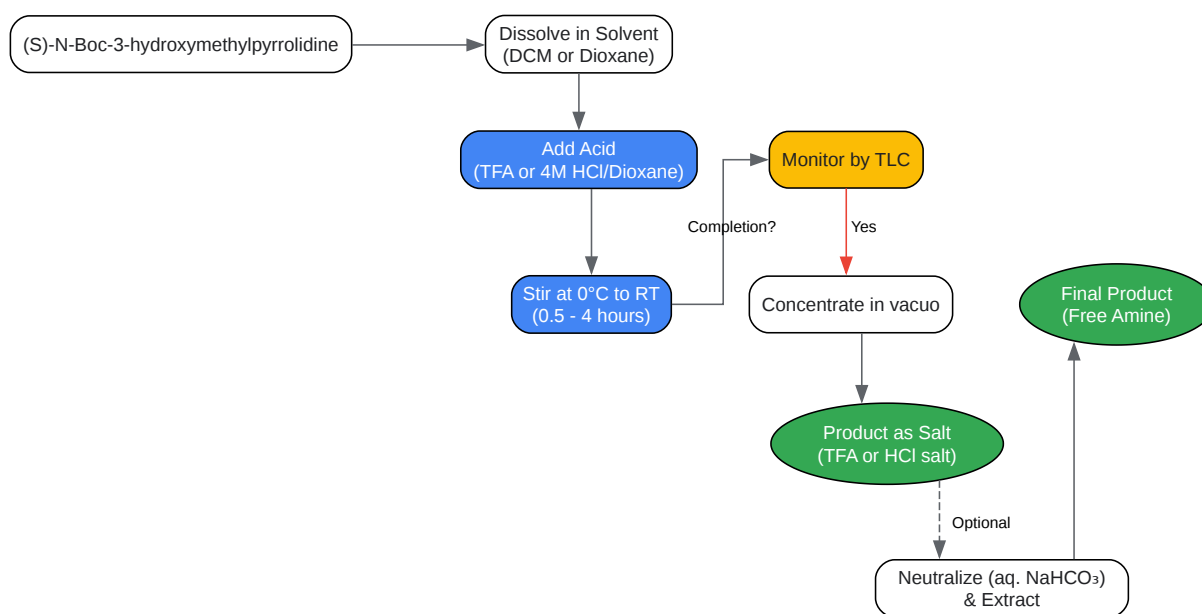 (S)-N-Boc-3-hydroxymethylpyrrolidine
Dissolve in Solvent
(DCM or Dioxane)
Add Acid
(TFA or 4M HCl/Dioxane)
Stir at 0°C to RT
(0.5 - 4 hours)
Completion?
Monitor by TLC
Yes
Concentrate in vacuo
Product as Salt
(TFA or HCl salt)
Optional
Neutralize (aq. NaHCO₃)
& Extract
Final Product
(Free Amine)